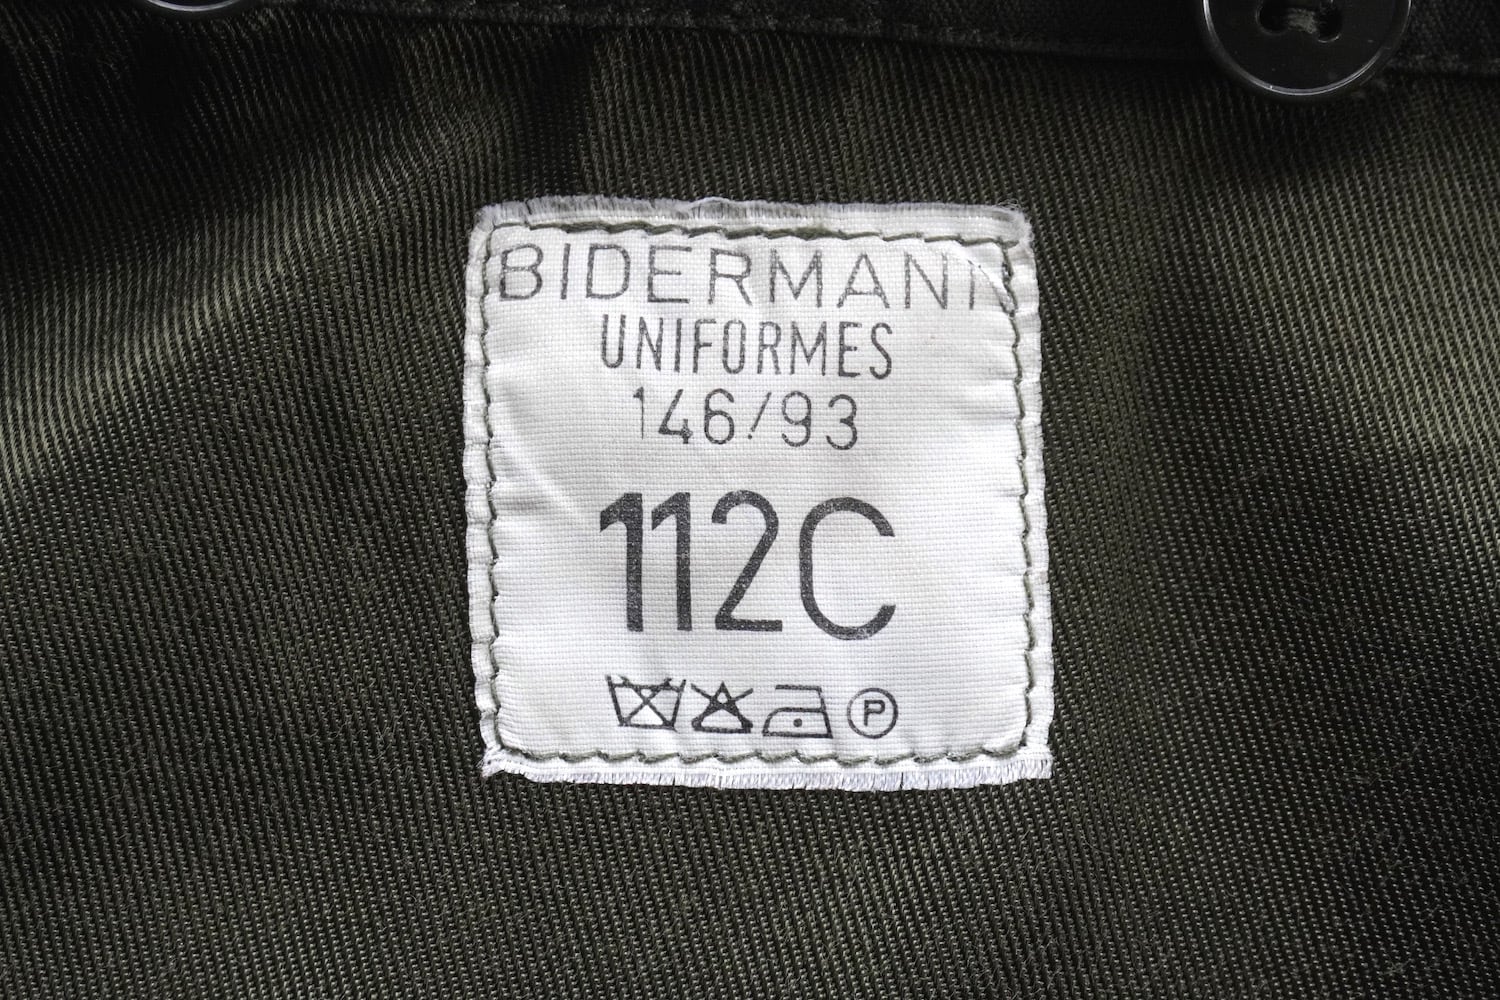 BIDERMANN
UNIFORMES
146/93
112C
P